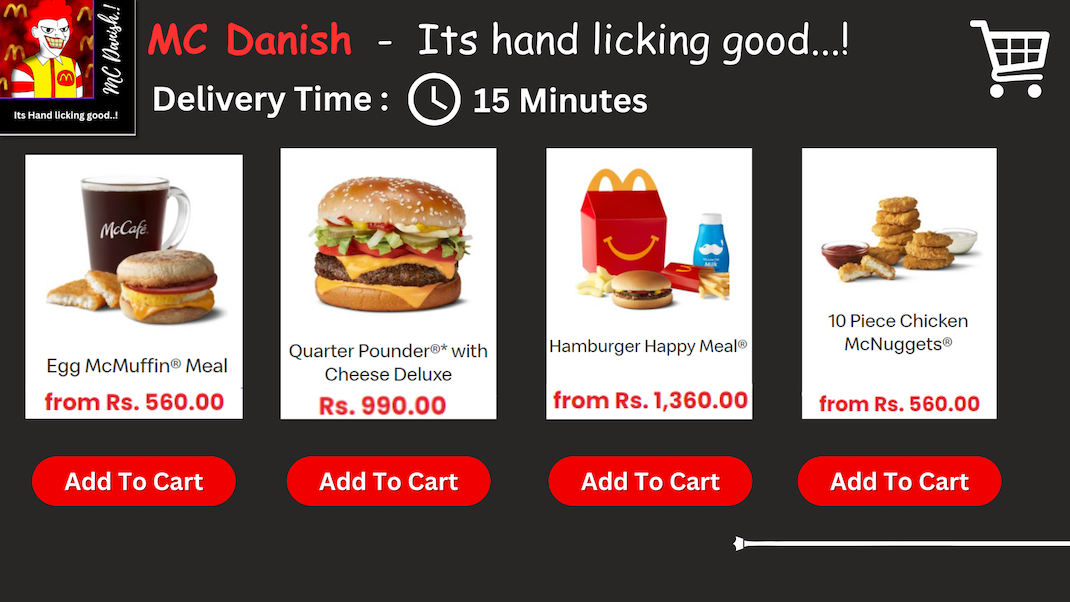 MC Danish.!
Its Hand licking good..!
MC Danish - Its hand licking good...!
Delivery Time : 15 Minutes
McCafé
Egg McMuffin® Meal
from Rs. 560.00
Quarter Pounder®* with
Cheese Deluxe
Rs. 990.00
Milk
Hamburger Happy Meal®
from Rs. 1,360.00
10 Piece Chicken
McNuggets®
from Rs. 560.00
Add To Cart
Add To Cart
Add To Cart
Add To Cart